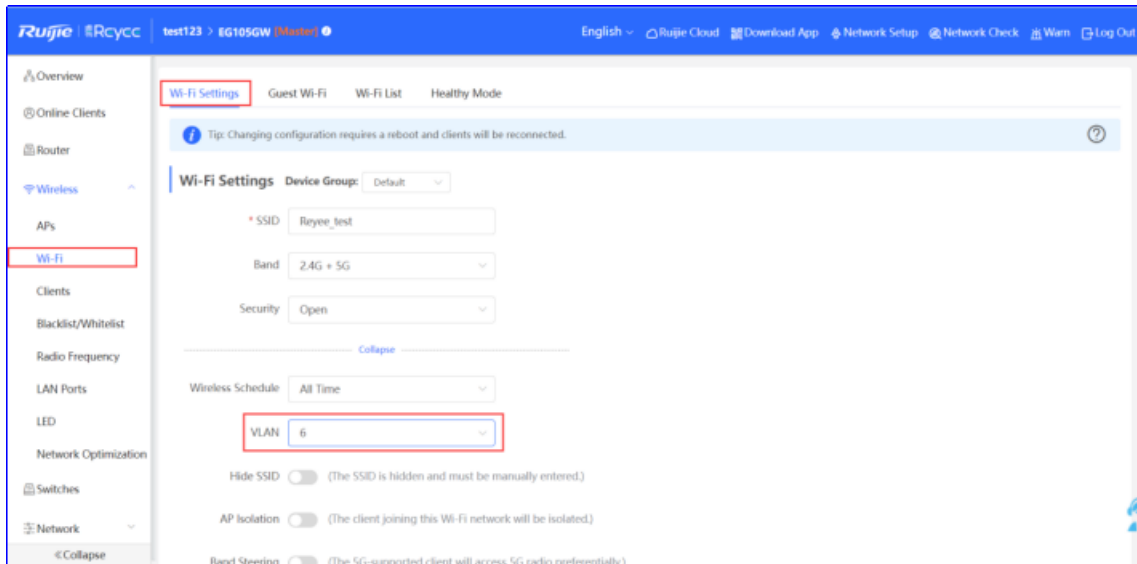 Ruijie | Rcycc test123 > EG105GW [Master] English Ruijie Cloud Download App Network Setup Network Check Warn Log Out
Overview
Wi-Fi Settings Guest Wi-Fi Wi-Fi List Healthy Mode
Online Clients
Tip: Changing configuration requires a reboot and clients will be reconnected.
Router
Wi-Fi Settings Device Group: Default
Wireless
* SSID Reyee_test
APs
Wi-Fi
Band 2.4G + 5G
Clients
Security Open
Blacklist/Whitelist
Collapse
Radio Frequency
Wireless Schedule All Time
LAN Ports
LED
VLAN 6
Network Optimization
Hide SSID (The SSID is hidden and must be manually entered.)
Switches
AP Isolation (The client joining this Wi-Fi network will be isolated.)
Network
«Collapse
Band Steering (The 5G-supported client will access 5G radio preferentially.)